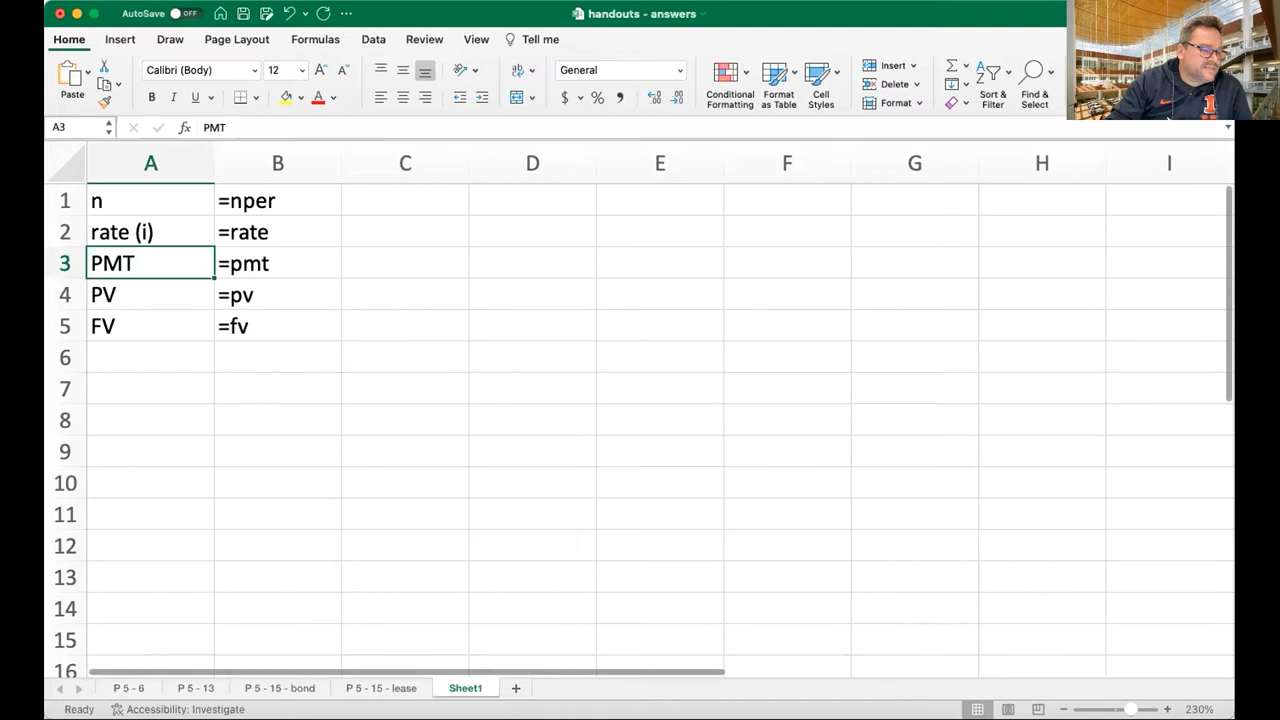 AutoSave OFF ... handouts - answers
Home Insert Draw Page Layout Formulas Data Review View Tell me
Paste
Calibri (Body) 12 A A
B I U A
General
$ %
Conditional Formatting
Format as Table
Cell Styles
Insert
Delete
Format
Sort & Filter
Find & Select
A3 fx PMT
A B C D E F G H I
1 n =nper
2 rate (i) =rate
3 PMT =pmt
4 PV =pv
5 FV =fv
6
7
8
9
10
11
12
13
14
15
16
P 5 - 6 P 5 - 13 P 5 - 15 - bond P 5 - 15 - lease Sheet1 +
Ready Accessibility: Investigate 230%